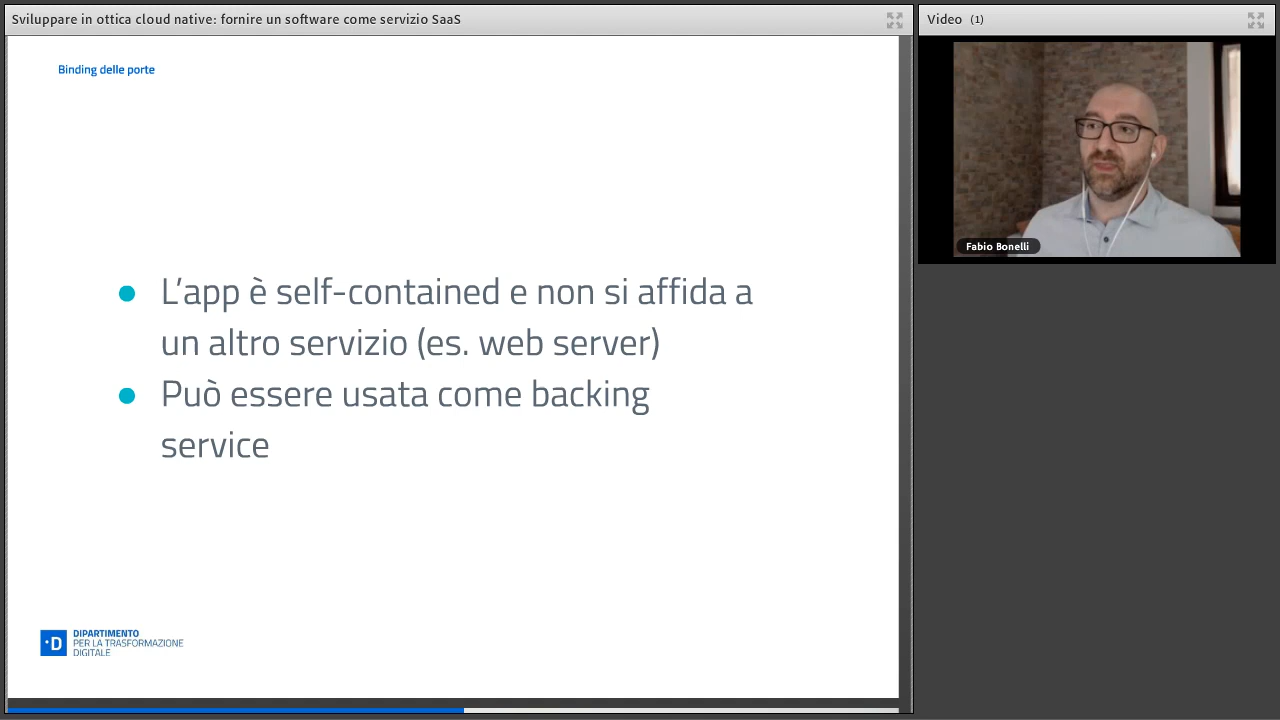 Sviluppare in ottica cloud native: fornire un software come servizio SaaS
Video (1)
Binding delle porte
L’app è self-contained e non si affida a
un altro servizio (es. web server)
Può essere usata come backing
service
Fabio Bonelli
·D
DIPARTIMENTO
PER LA TRASFORMAZIONE
DIGITALE